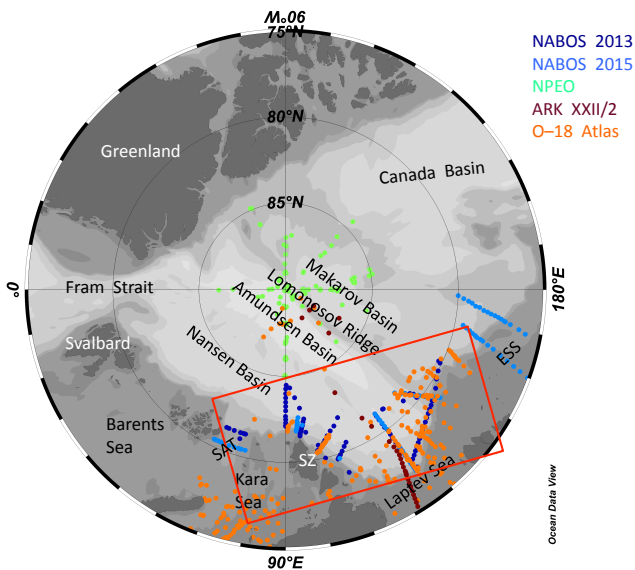 90°W
75°N
NABOS 2013
NABOS 2015
NPEO
ARK XXII/2
O–18 Atlas
80°N
Greenland
Canada Basin
85°N
0°
Fram Strait
Makarov Basin
Lomonosov Ridge
Amundsen Basin
180°E
Svalbard
Nansen Basin
ESS
Barents
Sea
SAT
SZ
Kara
Sea
Laptev Sea
Ocean Data View
90°E